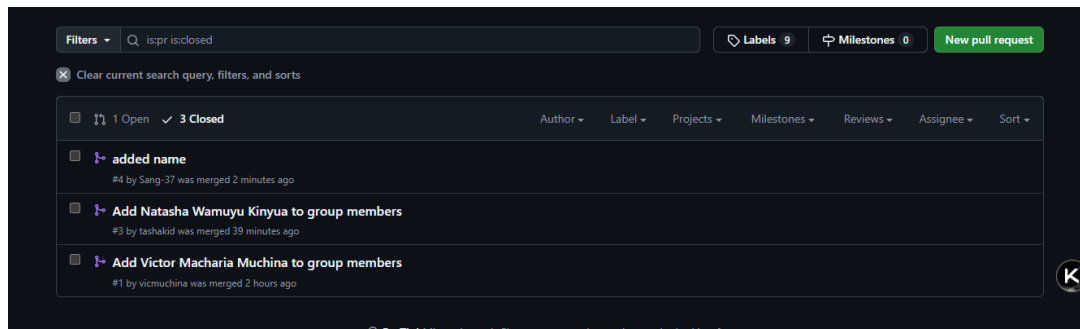 Filters is:pr is:closed Labels 9 Milestones 0 New pull request
Clear current search query, filters, and sorts
1 Open 3 Closed Author Label Projects Milestones Reviews Assignee Sort
added name
#4 by Sang-37 was merged 2 minutes ago
Add Natasha Wamuyu Kinyua to group members
#3 by tashakid was merged 39 minutes ago
Add Victor Macharia Muchina to group members
#1 by vicmuchina was merged 2 hours ago
K